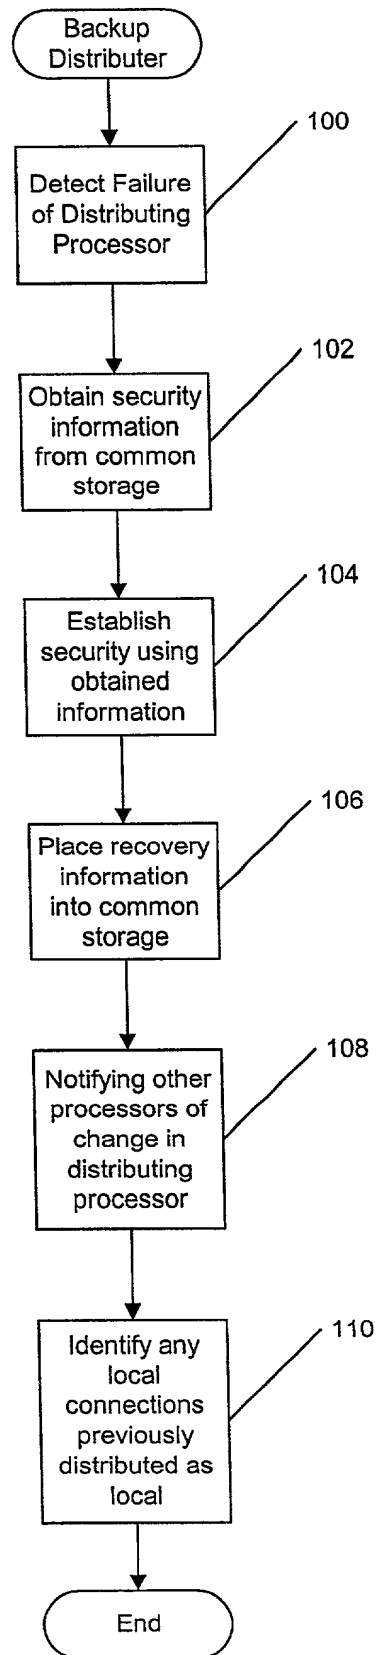 Backup
Distributer
100
Detect Failure
of Distributing
Processor
102
Obtain security
information
from common
storage
104
Establish
security using
obtained
information
106
Place recovery
information
into common
storage
108
Notifying other
processors of
change in
distributing
processor
110
Identify any
local
connections
previously
distributed as
local
End